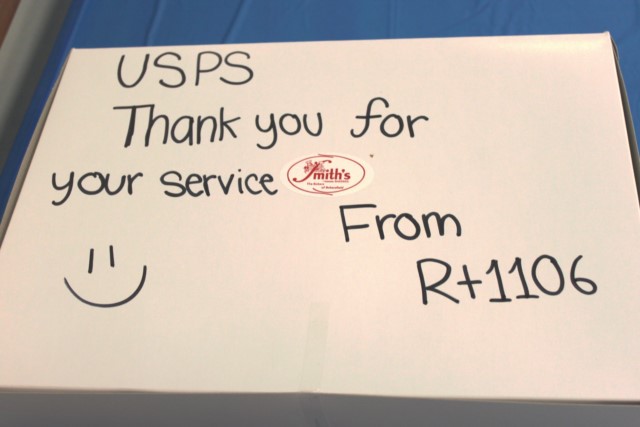 USPS
Thank you for
your service
Smith's
From
R+1106